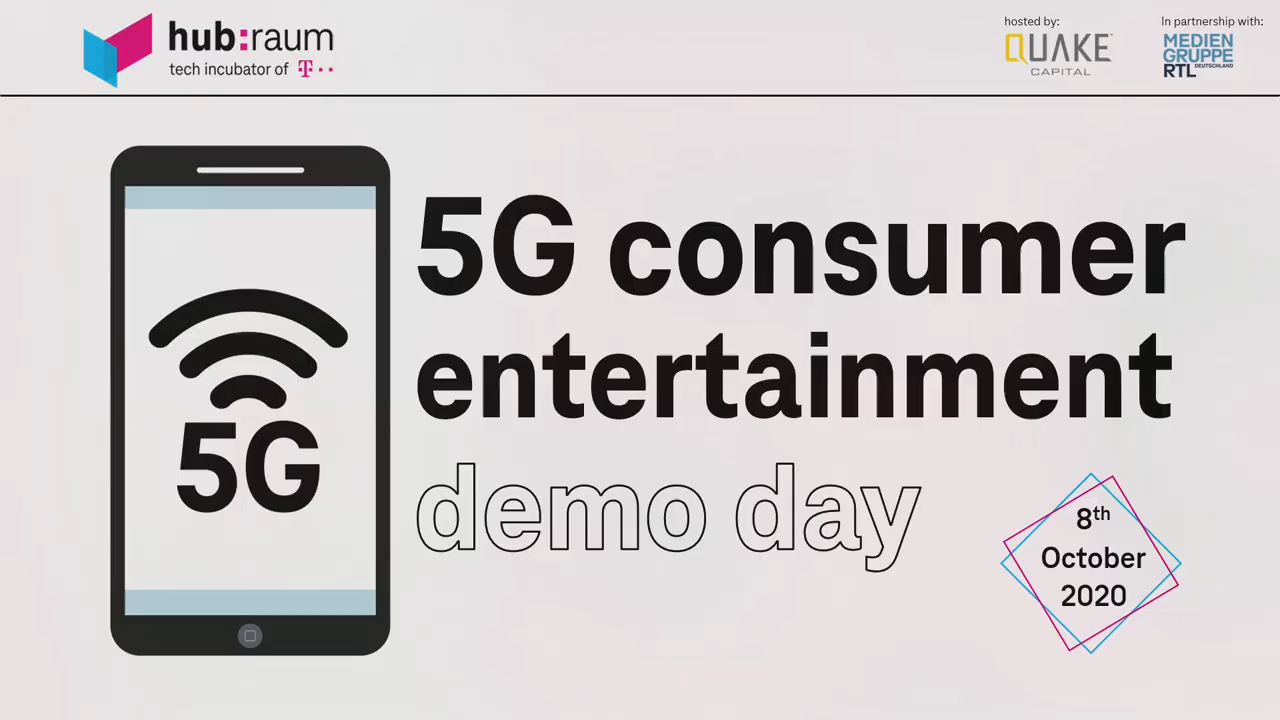 hub:raum
tech incubator of T
hosted by:
QUAKE
CAPITAL
In partnership with:
MEDIEN
GRUPPE
RTL DEUTSCHLAND
5G consumer
entertainment
demo day
5G
8th
October
2020